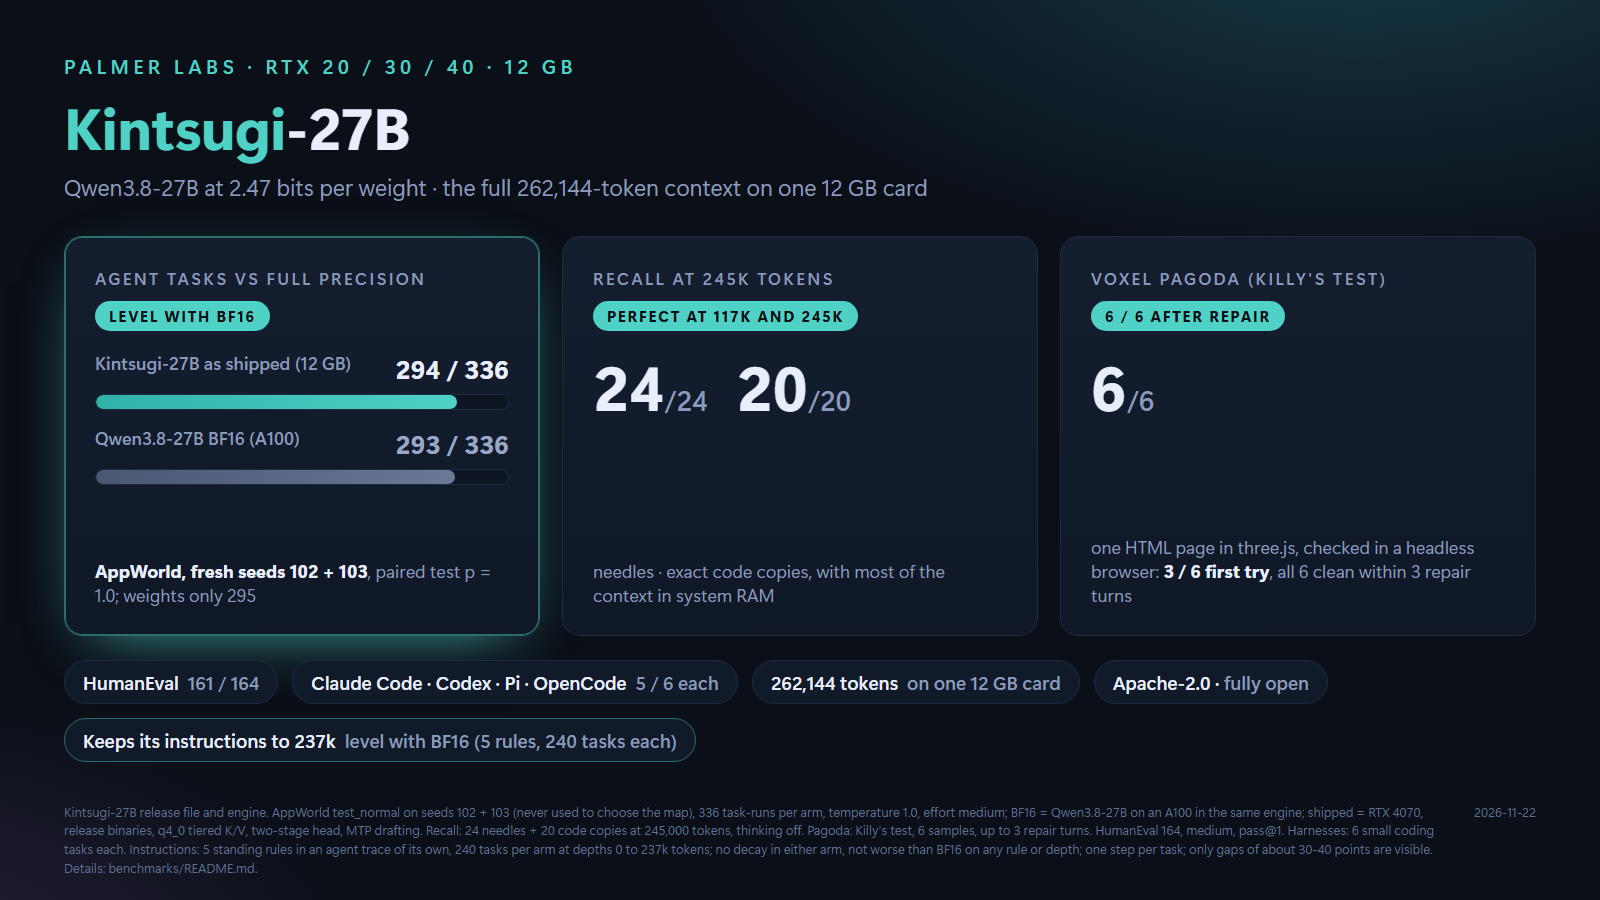 PALMER LABS · RTX 20 / 30 / 40 · 12 GB
Kintsugi-27B
Qwen3.8-27B at 2.47 bits per weight · the full 262,144-token context on one 12 GB card
AGENT TASKS VS FULL PRECISION
LEVEL WITH BF16
Kintsugi-27B as shipped (12 GB) 294 / 336
Qwen3.8-27B BF16 (A100) 293 / 336
AppWorld, fresh seeds 102 + 103, paired test p =
1.0; weights only 295
RECALL AT 245K TOKENS
PERFECT AT 117K AND 245K
24/24 20/20
needles · exact code copies, with most of the
context in system RAM
VOXEL PAGODA (KILLY'S TEST)
6 / 6 AFTER REPAIR
6/6
one HTML page in three.js, checked in a headless
browser: 3 / 6 first try, all 6 clean within 3 repair
turns
HumanEval 161 / 164
Claude Code · Codex · Pi · OpenCode 5 / 6 each
262,144 tokens on one 12 GB card
Apache-2.0 · fully open
Keeps its instructions to 237k level with BF16 (5 rules, 240 tasks each)
Kintsugi-27B release file and engine. AppWorld test_normal on seeds 102 + 103 (never used to choose the map), 336 task-runs per arm, temperature 1.0, effort medium; BF16 = Qwen3.8-27B on an A100 in the same engine; shipped = RTX 4070,
release binaries, q4_0 tiered K/V, two-stage head, MTP drafting. Recall: 24 needles + 20 code copies at 245,000 tokens, thinking off. Pagoda: Killy's test, 6 samples, up to 3 repair turns. HumanEval 164, medium, pass@1. Harnesses: 6 small coding
tasks each. Instructions: 5 standing rules in an agent trace of its own, 240 tasks per arm at depths 0 to 237k tokens; no decay in either arm, not worse than BF16 on any rule or depth; one step per task; only gaps of about 30-40 points are visible.
Details: benchmarks/README.md.
2026-11-22